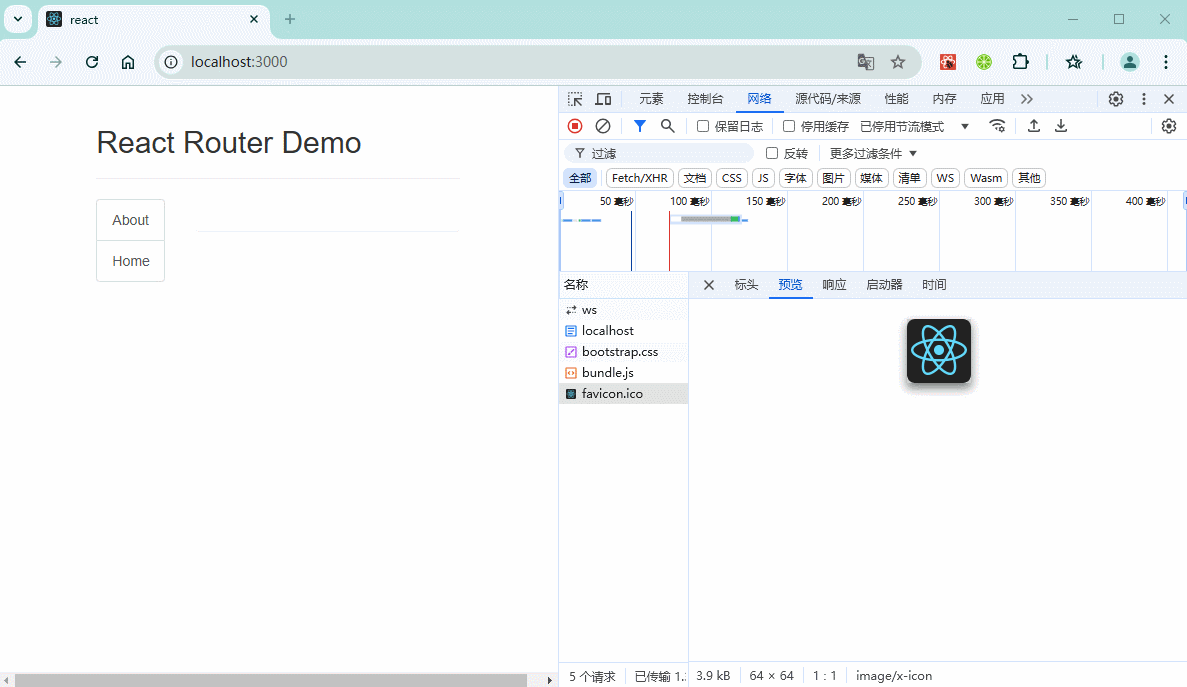 react
localhost:3000
React Router Demo
About
Home
元素 控制台 网络 源代码/来源 性能 内存 应用
保留日志 停用缓存 已停用节流模式
过滤 反转 更多过滤条件
全部 Fetch/XHR 文档 CSS JS 字体 图片 媒体 清单 WS Wasm 其他
50 毫秒 100 毫秒 150 毫秒 200 毫秒 250 毫秒 300 毫秒 350 毫秒 400 毫秒
名称 标头 预览 响应 启动器 时间
ws
localhost
bootstrap.css
bundle.js
favicon.ico
5 个请求 已传输 1. 3.9 kB 64 × 64 1 : 1 image/x-icon